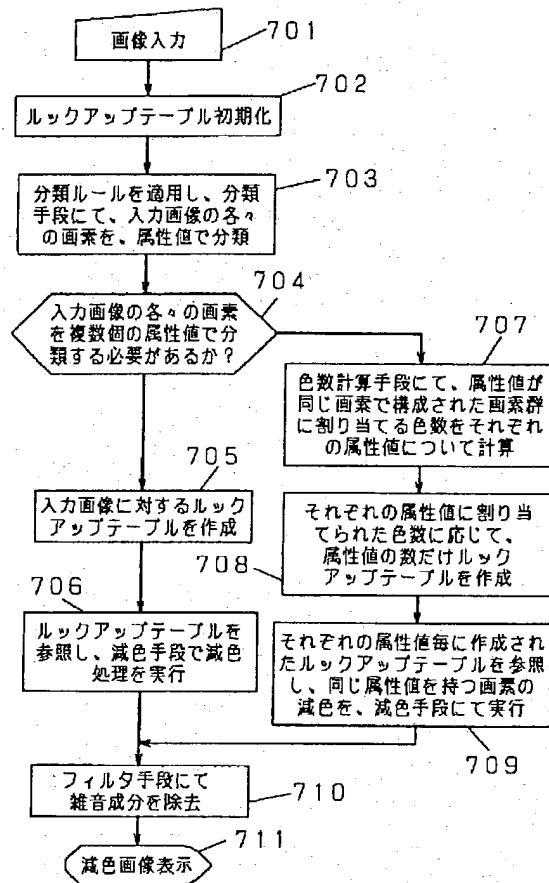 画像入力
701
702
ルックアップテーブル初期化
703
分類ルールを適用し、分類
手段にて、入力画像の各々
の画素を、属性値で分類
704
入力画像の各々の画素
を複数個の属性値で分
類する必要があるか？
707
色数計算手段にて、属性値が
同じ画素で構成された画素群
に割り当てる色数をそれぞれ
の属性値について計算
705
入力画像に対するルック
アップテーブルを作成
それぞれの属性値に割り当
てられた色数に応じて、
属性値の数だけルック
アップテーブルを作成
708
706
ルックアップテーブルを
参照し、減色手段で減色
処理を実行
それぞれの属性値毎に作成され
たルックアップテーブルを参照
し、同じ属性値を持つ画素の
減色を、減色手段にて実行
709
フィルタ手段にて
雑音成分を除去
710
711
減色画像表示